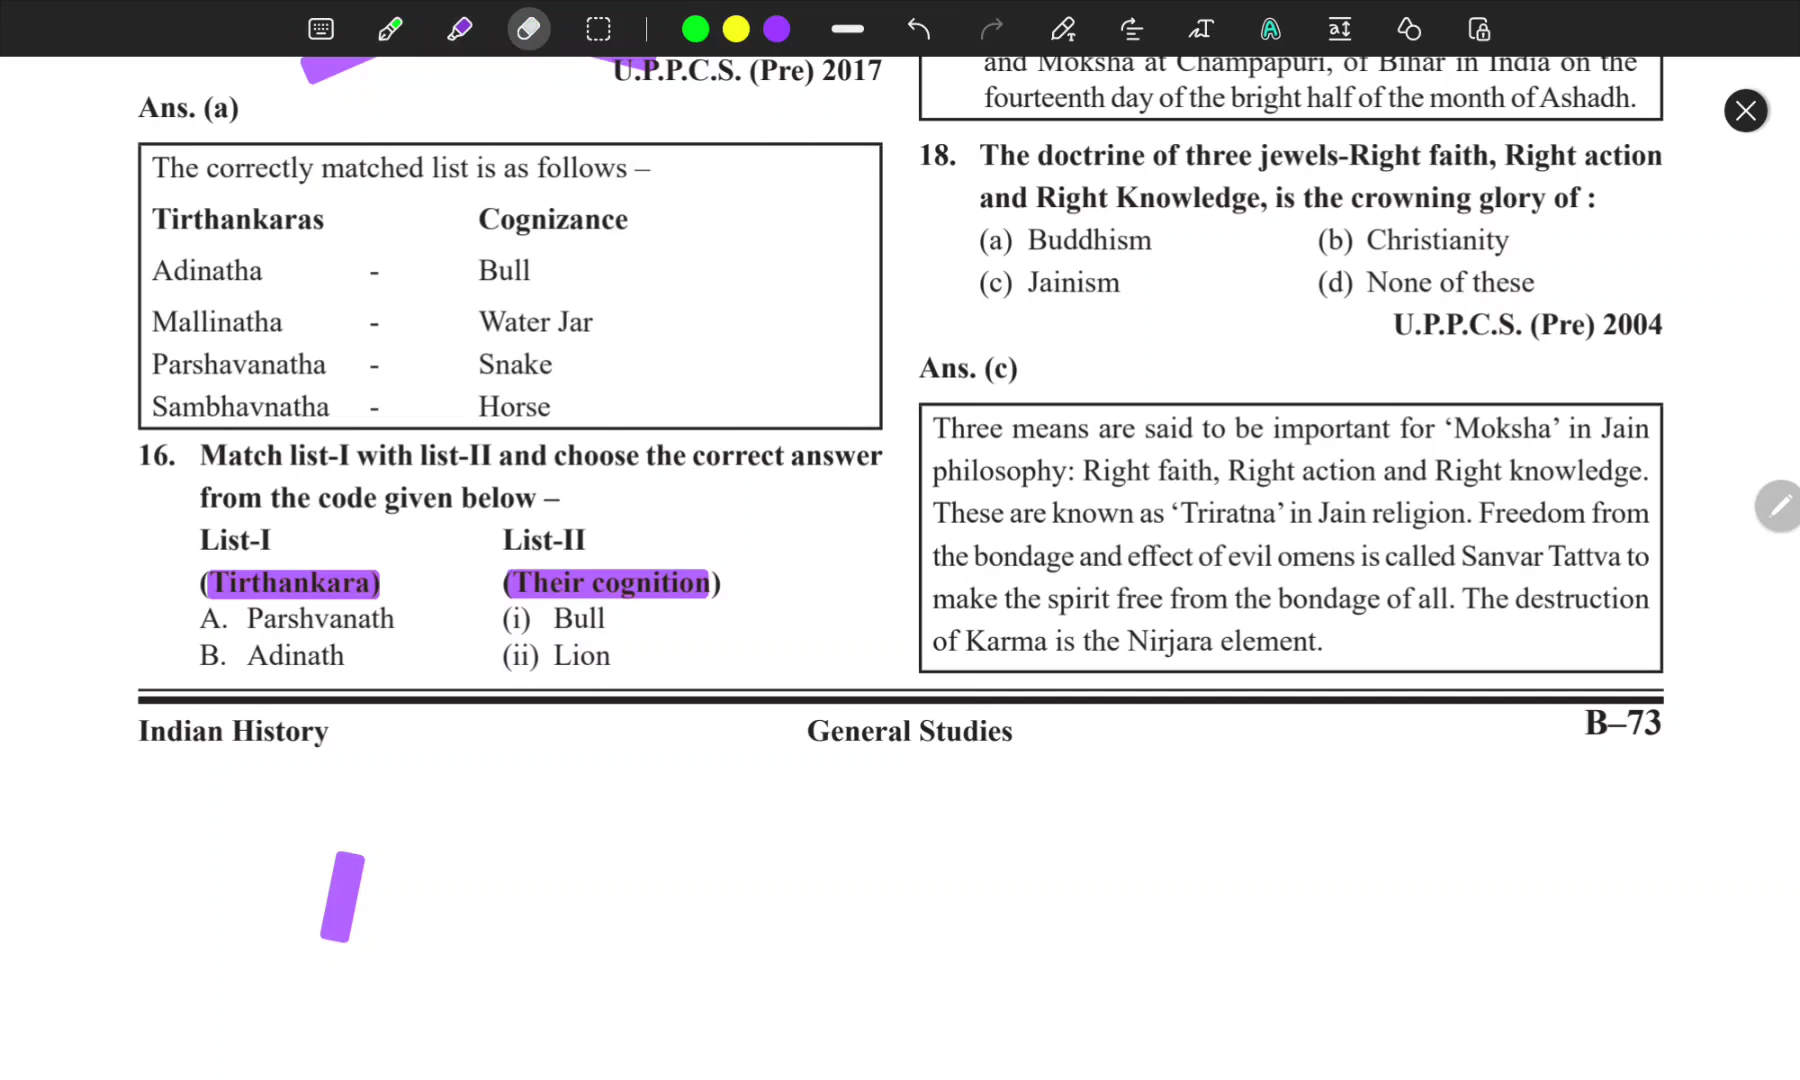 U.P.P.C.S. (Pre) 2017
Ans. (a)
The correctly matched list is as follows –
Tirthankaras Cognizance
Adinatha - Bull
Mallinatha - Water Jar
Parshavanatha - Snake
Sambhavnatha - Horse
16. Match list-I with list-II and choose the correct answer
from the code given below –
List-I List-II
(Tirthankara) (Their cognition)
A. Parshvanath (i) Bull
B. Adinath (ii) Lion
and Moksha at Champapuri, of Bihar in India on the
fourteenth day of the bright half of the month of Ashadh.
18. The doctrine of three jewels-Right faith, Right action
and Right Knowledge, is the crowning glory of :
(a) Buddhism (b) Christianity
(c) Jainism (d) None of these
U.P.P.C.S. (Pre) 2004
Ans. (c)
Three means are said to be important for ‘Moksha’ in Jain
philosophy: Right faith, Right action and Right knowledge.
These are known as ‘Triratna’ in Jain religion. Freedom from
the bondage and effect of evil omens is called Sanvar Tattva to
make the spirit free from the bondage of all. The destruction
of Karma is the Nirjara element.
Indian History General Studies B–73